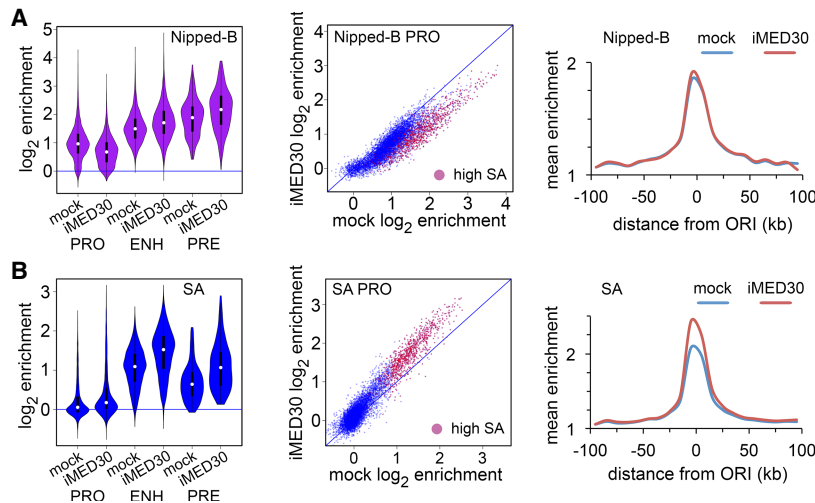 A
Nipped-B
log2 enrichment
5
4
3
2
1
0
mock
iMED30
mock
iMED30
mock
iMED30
PRO
ENH
PRE
Nipped-B PRO
iMED30 log2 enrichment
4
3
2
1
0
high SA
0
1
2
3
4
mock log2 enrichment
Nipped-B
mock
iMED30
mean enrichment
2
1
-100
-50
0
50
100
distance from ORI (kb)
B
SA
log2 enrichment
3
2
1
0
mock
iMED30
mock
iMED30
mock
iMED30
PRO
ENH
PRE
SA PRO
iMED30 log2 enrichment
3
2
1
0
high SA
0
1
2
3
mock log2 enrichment
SA
mock
iMED30
mean enrichment
2
1
-100
-50
0
50
100
distance from ORI (kb)